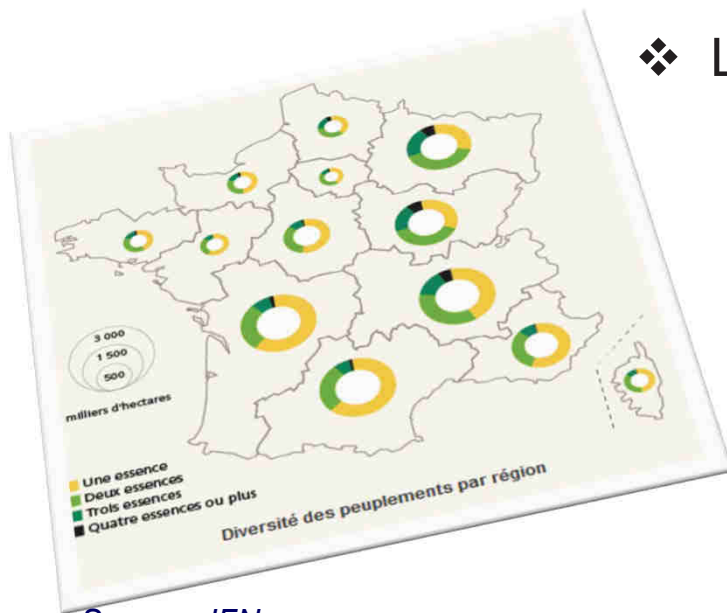 ❖ L
3 000
1 500
500
milliers d'hectares
Une essence
Deux essences
Trois essences
Quatre essences ou plus
Diversité des peuplements par région
IFN